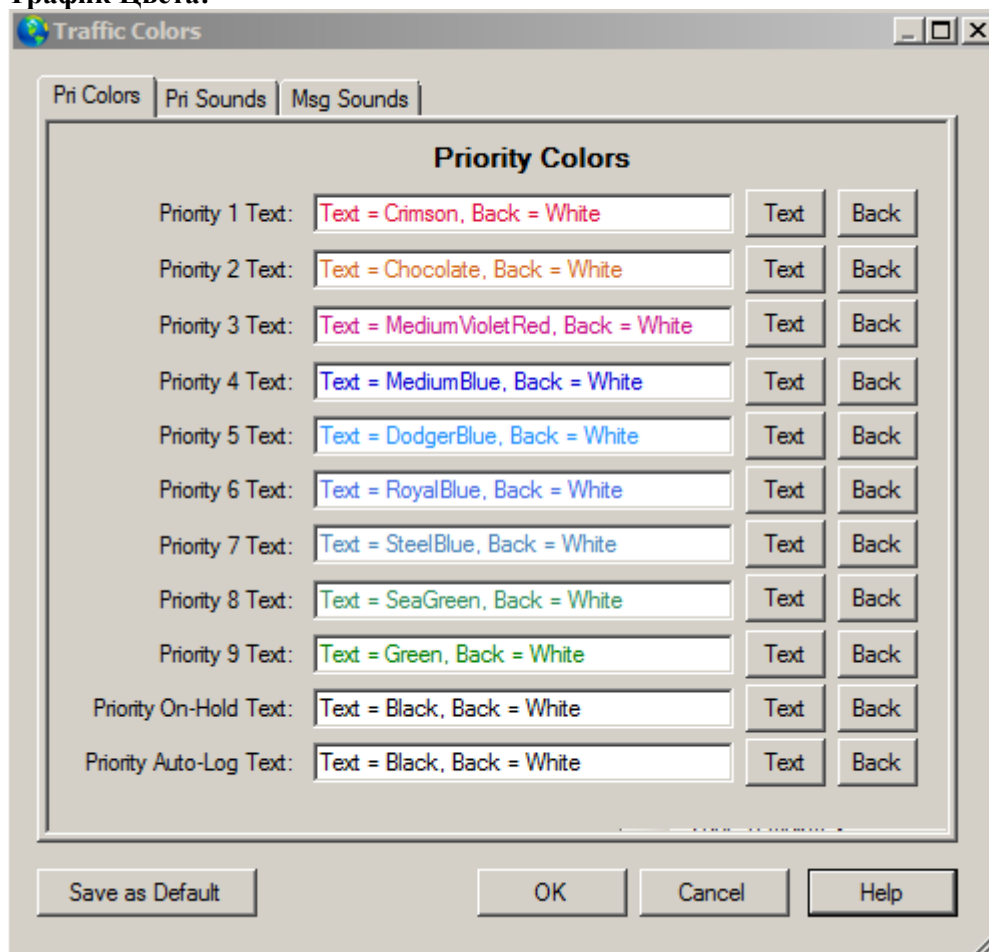 Трафик Цвета:
Traffic Colors
Pri Colors Pri Sounds Msg Sounds
Priority Colors
Priority 1 Text: Text = Crimson, Back = White Text Back
Priority 2 Text: Text = Chocolate, Back = White Text Back
Priority 3 Text: Text = MediumVioletRed, Back = White Text Back
Priority 4 Text: Text = MediumBlue, Back = White Text Back
Priority 5 Text: Text = DodgerBlue, Back = White Text Back
Priority 6 Text: Text = RoyalBlue, Back = White Text Back
Priority 7 Text: Text = SteelBlue, Back = White Text Back
Priority 8 Text: Text = SeaGreen, Back = White Text Back
Priority 9 Text: Text = Green, Back = White Text Back
Priority On-Hold Text: Text = Black, Back = White Text Back
Priority Auto-Log Text: Text = Black, Back = White Text Back
Save as Default OK Cancel Help